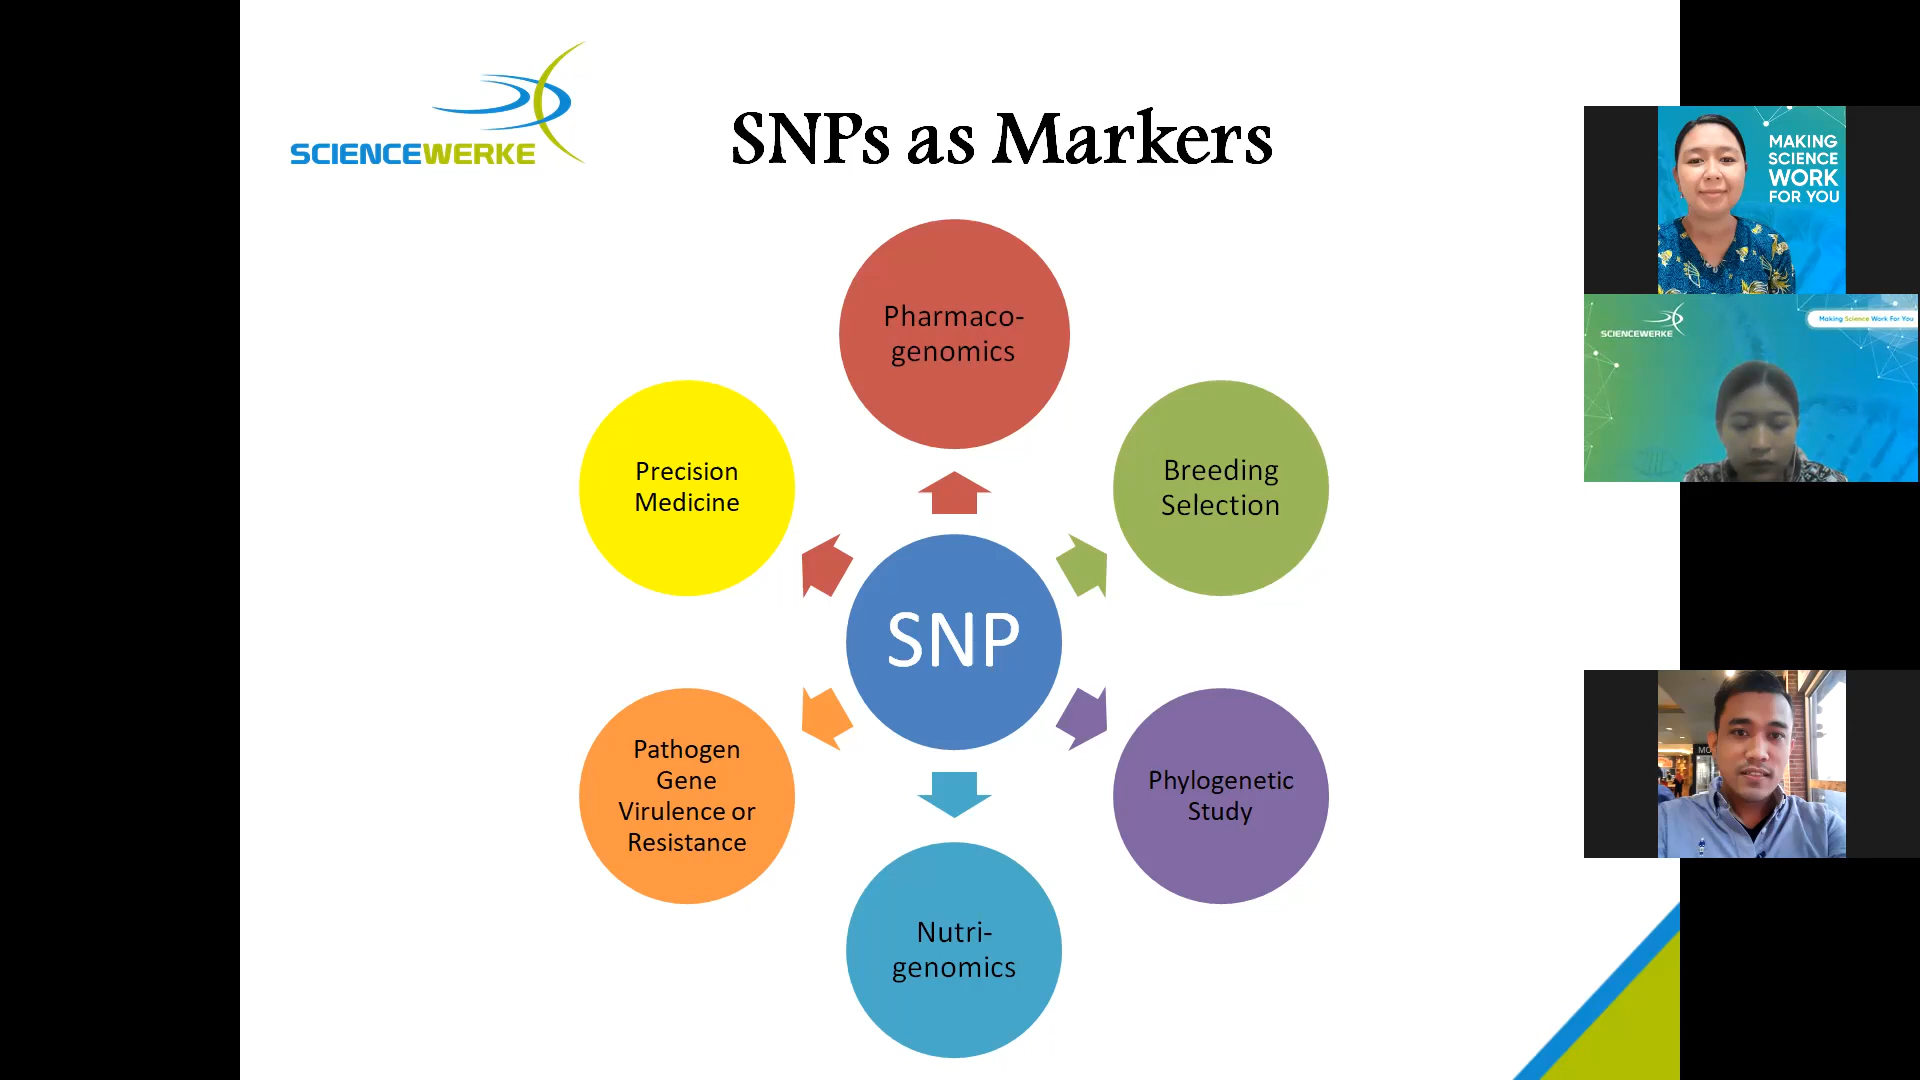 SCIENCEWERKE
SNPs as Markers
Pharmaco-
genomics
Precision
Medicine
Breeding
Selection
SNP
Pathogen
Gene
Virulence or
Resistance
Phylogenetic
Study
Nutri-
genomics
MAKING
SCIENCE
WORK
FOR YOU
SCIENCEWERKE
Making Science Work For You
MO